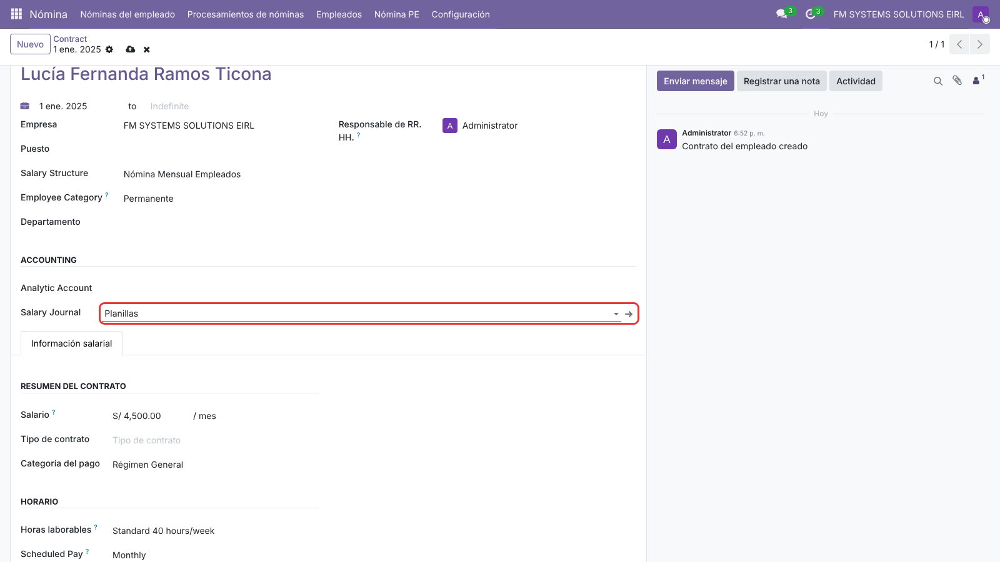 Nómina
Nóminas del empleado
Procesamientos de nóminas
Empleados
Nómina PE
Configuración
3
3
FM SYSTEMS SOLUTIONS EIRL
A
Nuevo
Contract
1 ene. 2025
1 / 1
Lucía Fernanda Ramos Ticona
1 ene. 2025 to Indefinite
Empresa FM SYSTEMS SOLUTIONS EIRL
Responsable de RR.
HH. ?
A Administrator
Puesto
Salary Structure Nómina Mensual Empleados
Employee Category ? Permanente
Departamento
ACCOUNTING
Analytic Account
Salary Journal Planillas
Información salarial
RESUMEN DEL CONTRATO
Salario ? S/ 4,500.00 / mes
Tipo de contrato Tipo de contrato
Categoría del pago Régimen General
HORARIO
Horas laborables ? Standard 40 hours/week
Scheduled Pay ? Monthly
Enviar mensaje
Registrar una nota
Actividad
1
Hoy
A
Administrator 6:52 p. m.
Contrato del empleado creado